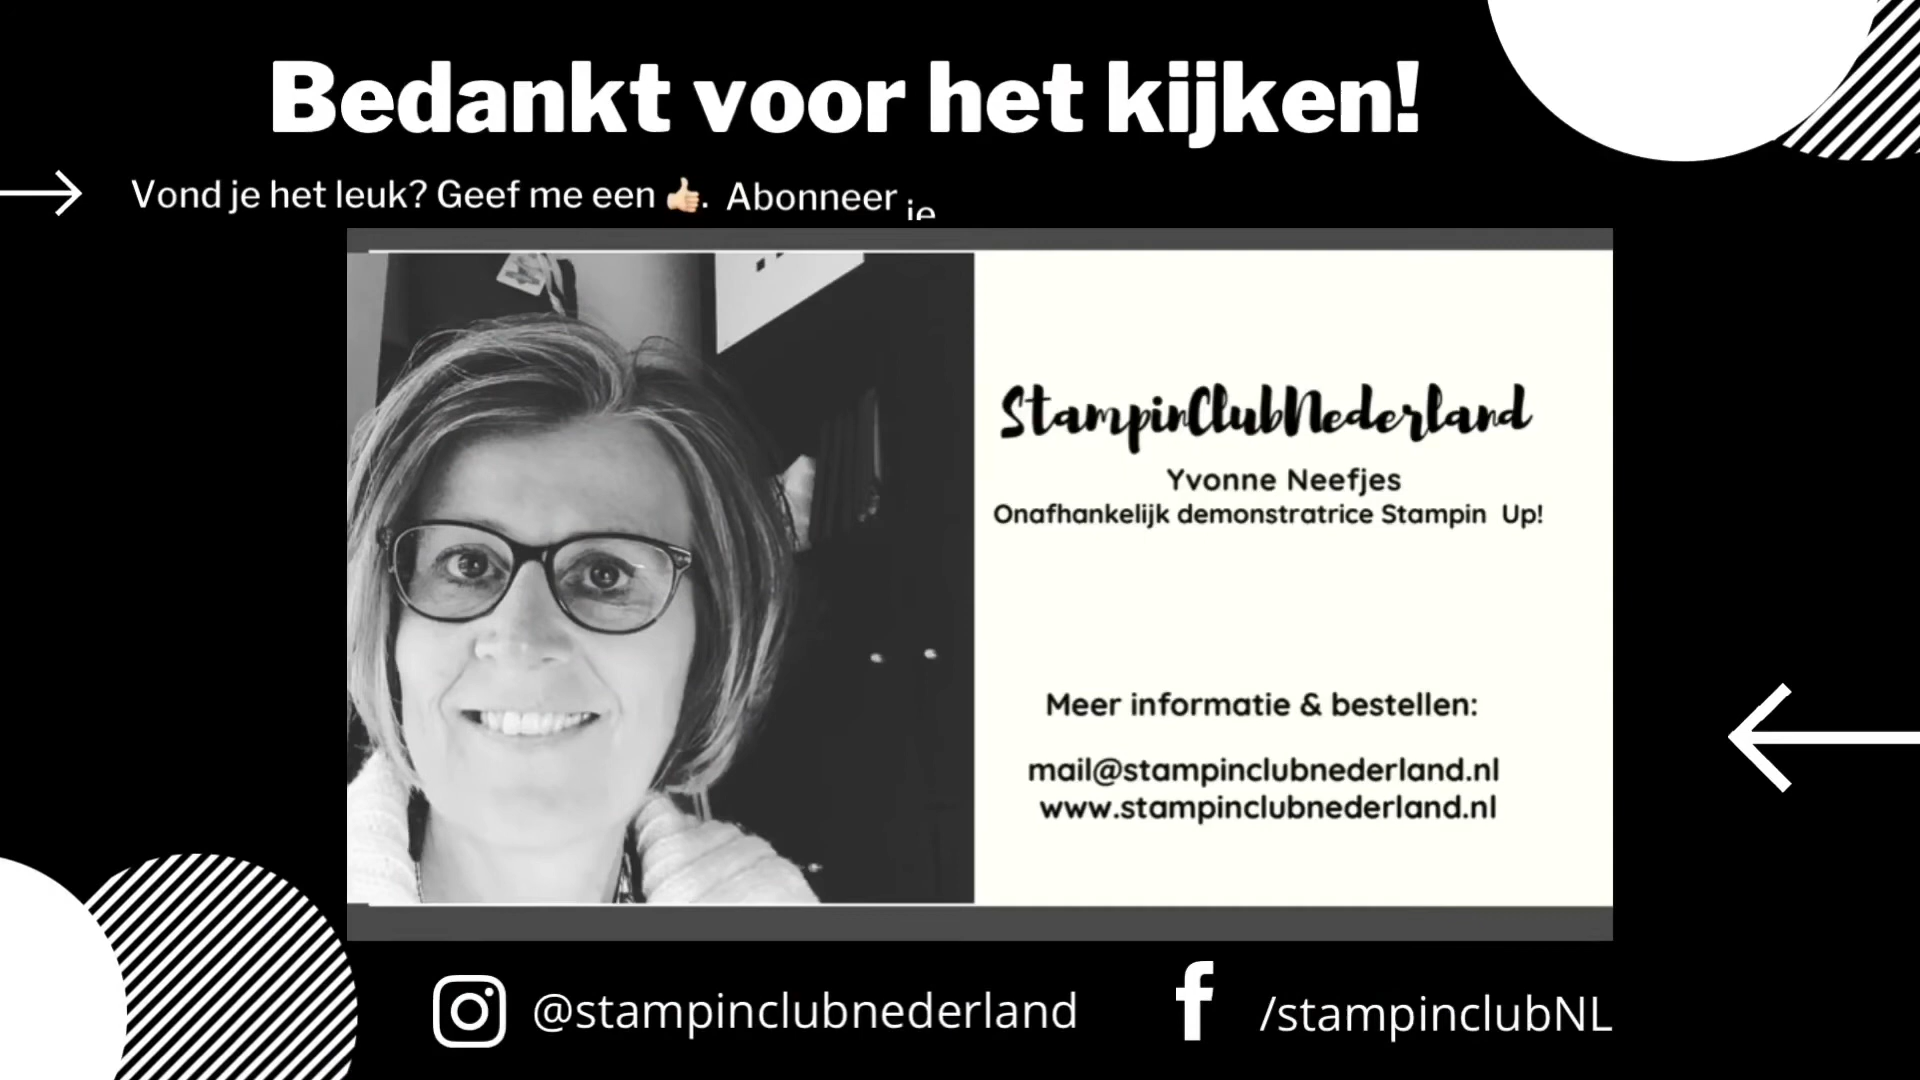 Bedankt voor het kijken!
Vond je het leuk? Geef me een 👍🏻. Abonneer je
StampinClubNederland
Yvonne Neefjes
Onafhankelijk demonstratrice Stampin Up!
Meer informatie & bestellen:
mail@stampinclubnederland.nl
www.stampinclubnederland.nl
@stampinclubnederland
/stampinclubNL